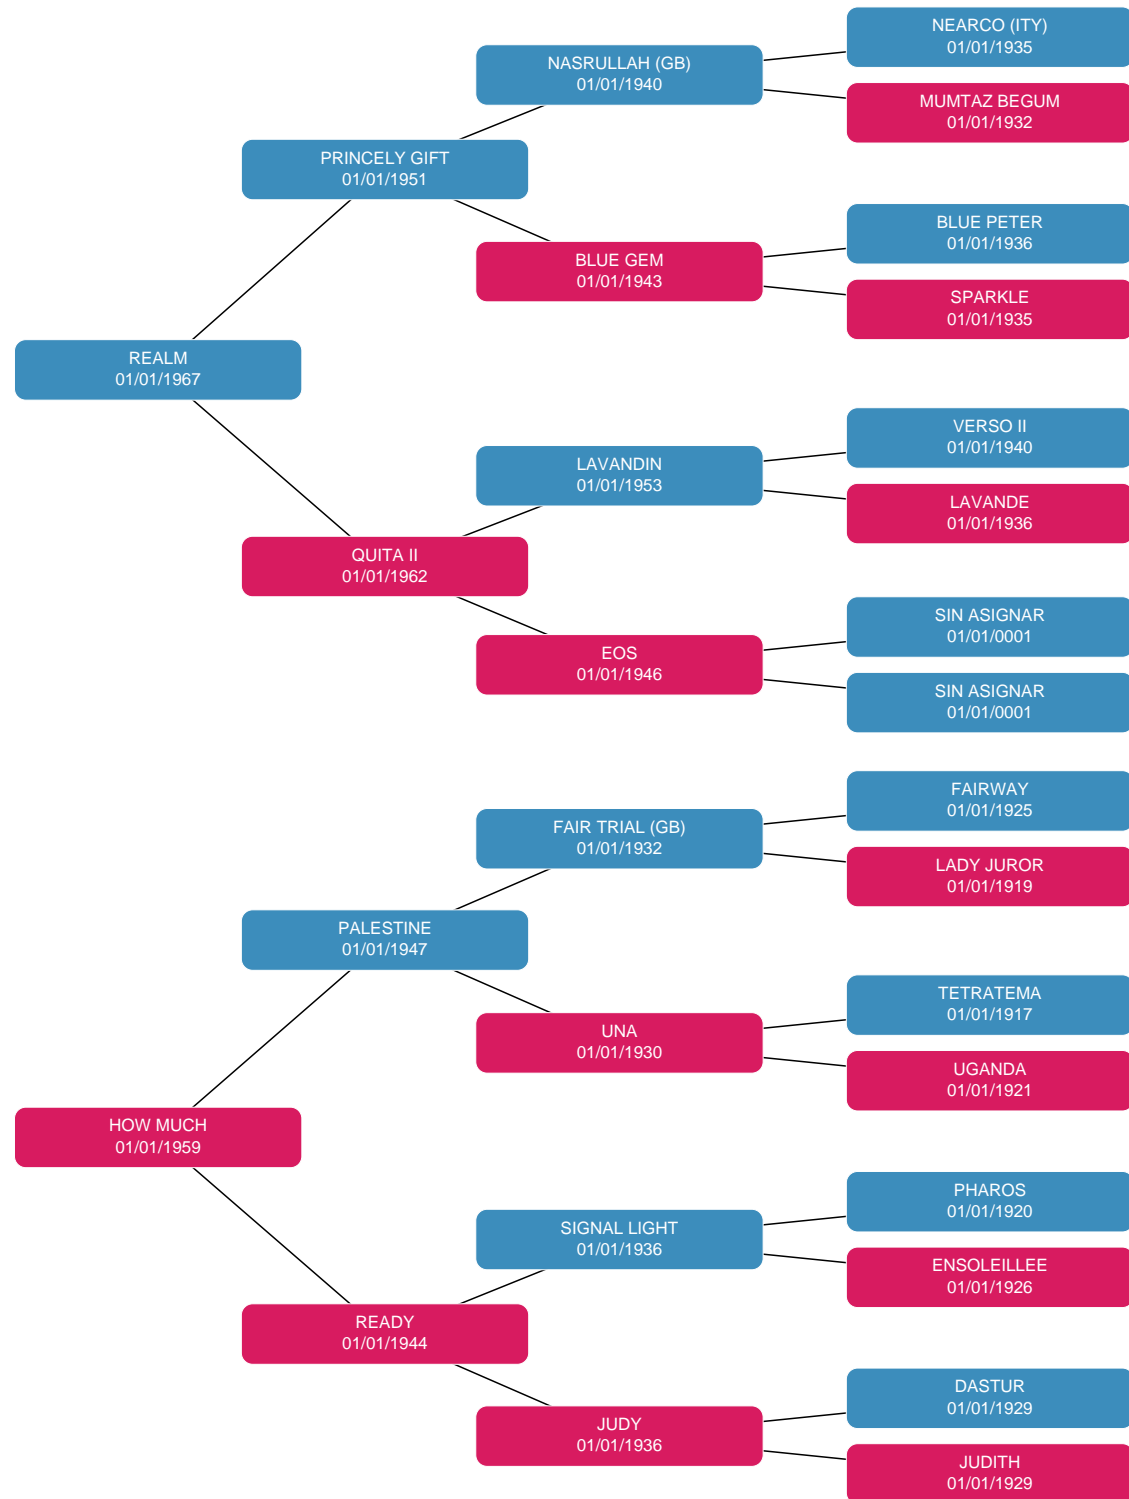 NEARCO (ITY)
01/01/1935
NASRULLAH (GB)
01/01/1940
MUMTAZ BEGUM
01/01/1932
PRINCELY GIFT
01/01/1951
BLUE PETER
01/01/1936
BLUE GEM
01/01/1943
SPARKLE
01/01/1935
REALM
01/01/1967
VERSO II
01/01/1940
LAVANDIN
01/01/1953
LAVANDE
01/01/1936
QUITA II
01/01/1962
SIN ASIGNAR
01/01/0001
EOS
01/01/1946
SIN ASIGNAR
01/01/0001
FAIRWAY
01/01/1925
FAIR TRIAL (GB)
01/01/1932
LADY JUROR
01/01/1919
PALESTINE
01/01/1947
TETRATEMA
01/01/1917
UNA
01/01/1930
UGANDA
01/01/1921
HOW MUCH
01/01/1959
PHAROS
01/01/1920
SIGNAL LIGHT
01/01/1936
ENSOLEILLEE
01/01/1926
READY
01/01/1944
DASTUR
01/01/1929
JUDY
01/01/1936
JUDITH
01/01/1929